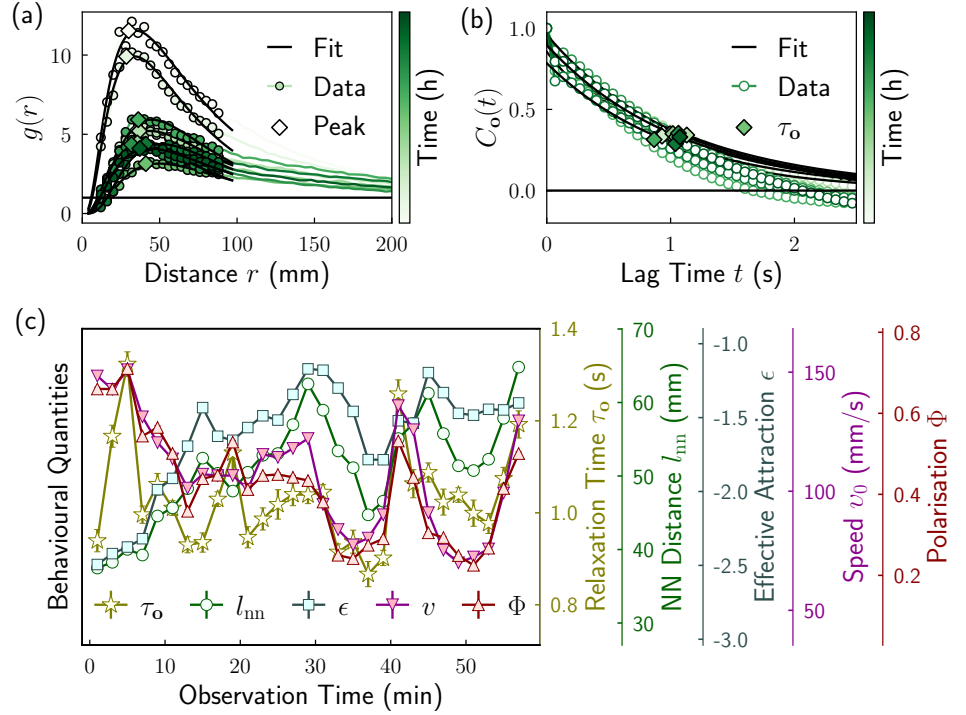 (a)
g(r)
10
5
0
Fit
Data
Peak
0 50 100 150 200
Distance r (mm)
Time (h)
(b)
C_o(t)
1.0
0.5
0.0
Fit
Data
τ_o
0 1 2
Lag Time t (s)
Time (h)
(c)
Behavioural Quantities
τ_o l_nn ϵ v Φ
0 10 20 30 40 50
Observation Time (min)
1.4
1.2
1.0
0.8
Relaxation Time τ_o (s)
70
60
50
40
30
NN Distance l_nn (mm)
-1.0
-1.5
-2.0
-2.5
-3.0
Effective Attraction ϵ
150
100
50
Speed v_0 (mm/s)
0.8
0.6
0.4
0.2
Polarisation Φ